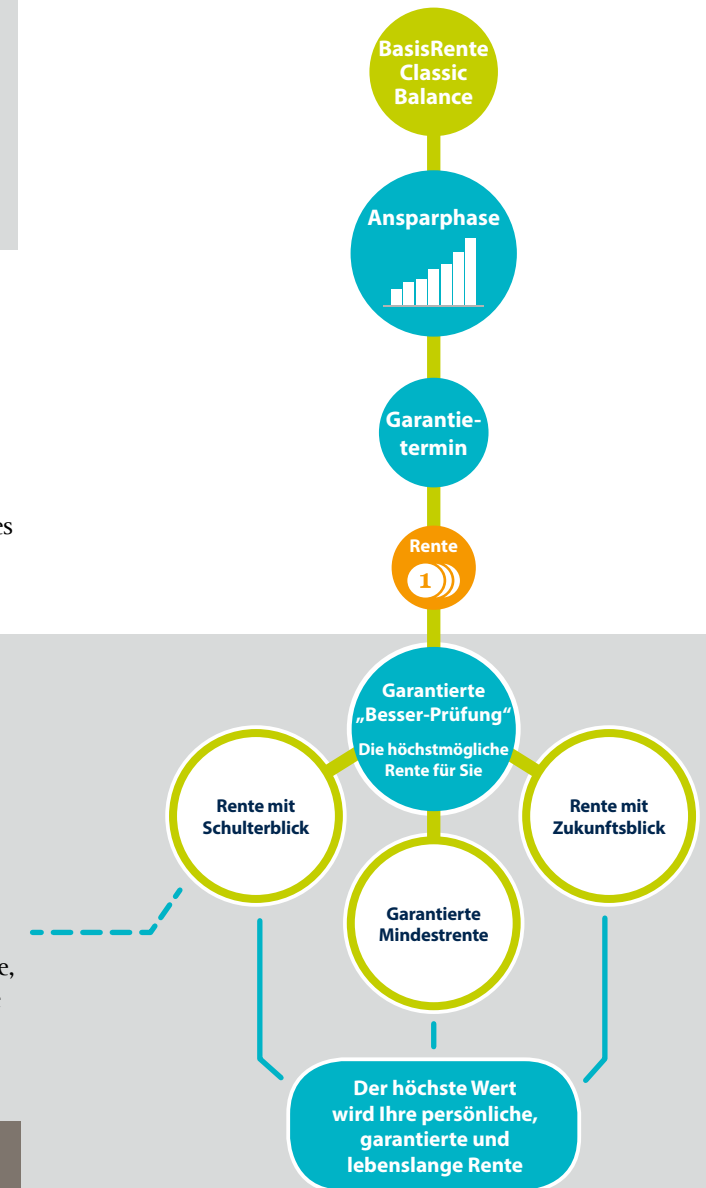 BasisRente
Classic
Balance
Ansparphase
Garantie-
termin
es
Rente
1
Garantierte
„Besser-Prüfung“
Die höchstmögliche
Rente für Sie
Rente mit
Schulterblick
Rente mit
Zukunftsblick
Garantierte
Mindestrente
e,
Der höchste Wert
wird Ihre persönliche,
garantierte und
lebenslange Rente